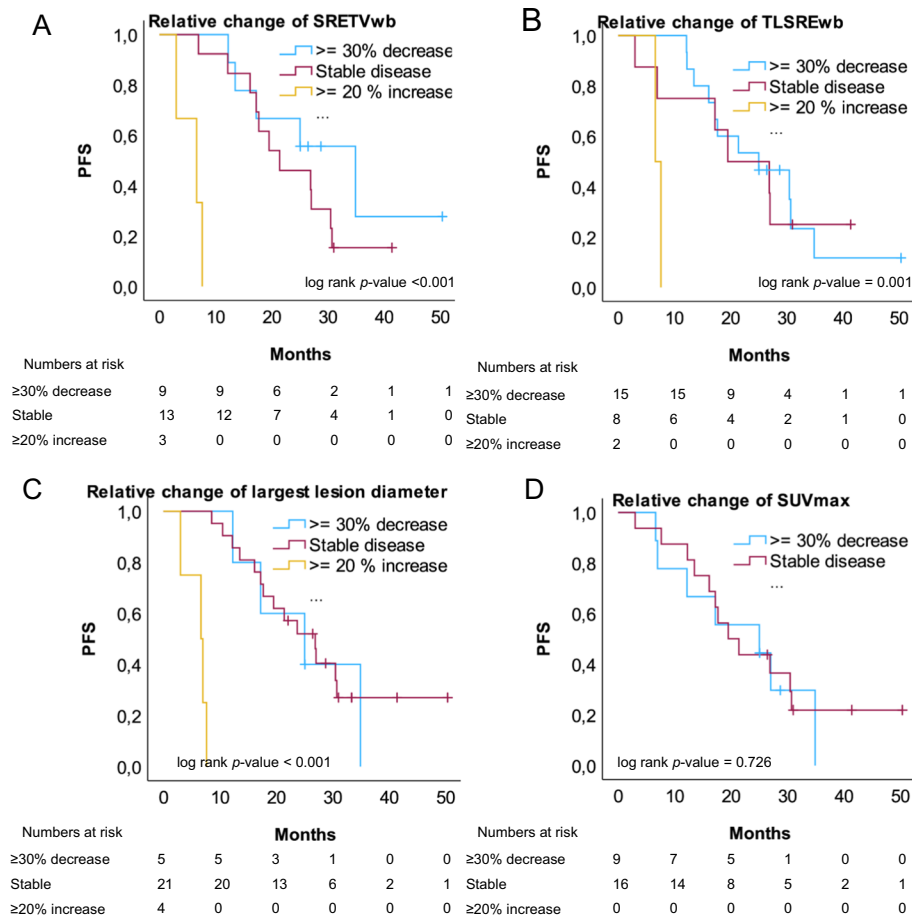 A
Relative change of SRETVwb
>= 30% decrease
Stable disease
>= 20 % increase
...
PFS
1,0
0,8
0,6
0,4
0,2
0,0
log rank p-value <0.001
0 10 20 30 40 50
Months
Numbers at risk
≥30% decrease 9 9 6 2 1 1
Stable 13 12 7 4 1 0
≥20% increase 3 0 0 0 0 0
B
Relative change of TLSREwb
>= 30% decrease
Stable disease
>= 20 % increase
...
PFS
1,0
0,8
0,6
0,4
0,2
0,0
log rank p-value = 0.001
0 10 20 30 40 50
Months
Numbers at risk
≥30% decrease 15 15 9 4 1 1
Stable 8 6 4 2 1 0
≥20% increase 2 0 0 0 0 0
C
Relative change of largest lesion diameter
>= 30% decrease
Stable disease
>= 20 % increase
...
PFS
1,0
0,8
0,6
0,4
0,2
0,0
log rank p-value < 0.001
0 10 20 30 40 50
Months
Numbers at risk
≥30% decrease 5 5 3 1 0 0
Stable 21 20 13 6 2 1
≥20% increase 4 0 0 0 0 0
D
Relative change of SUVmax
>= 30% decrease
Stable disease
...
PFS
1,0
0,8
0,6
0,4
0,2
0,0
log rank p-value = 0.726
0 10 20 30 40 50
Months
Numbers at risk
≥30% decrease 9 7 5 1 0 0
Stable 16 14 8 5 2 1
≥20% increase 0 0 0 0 0 0